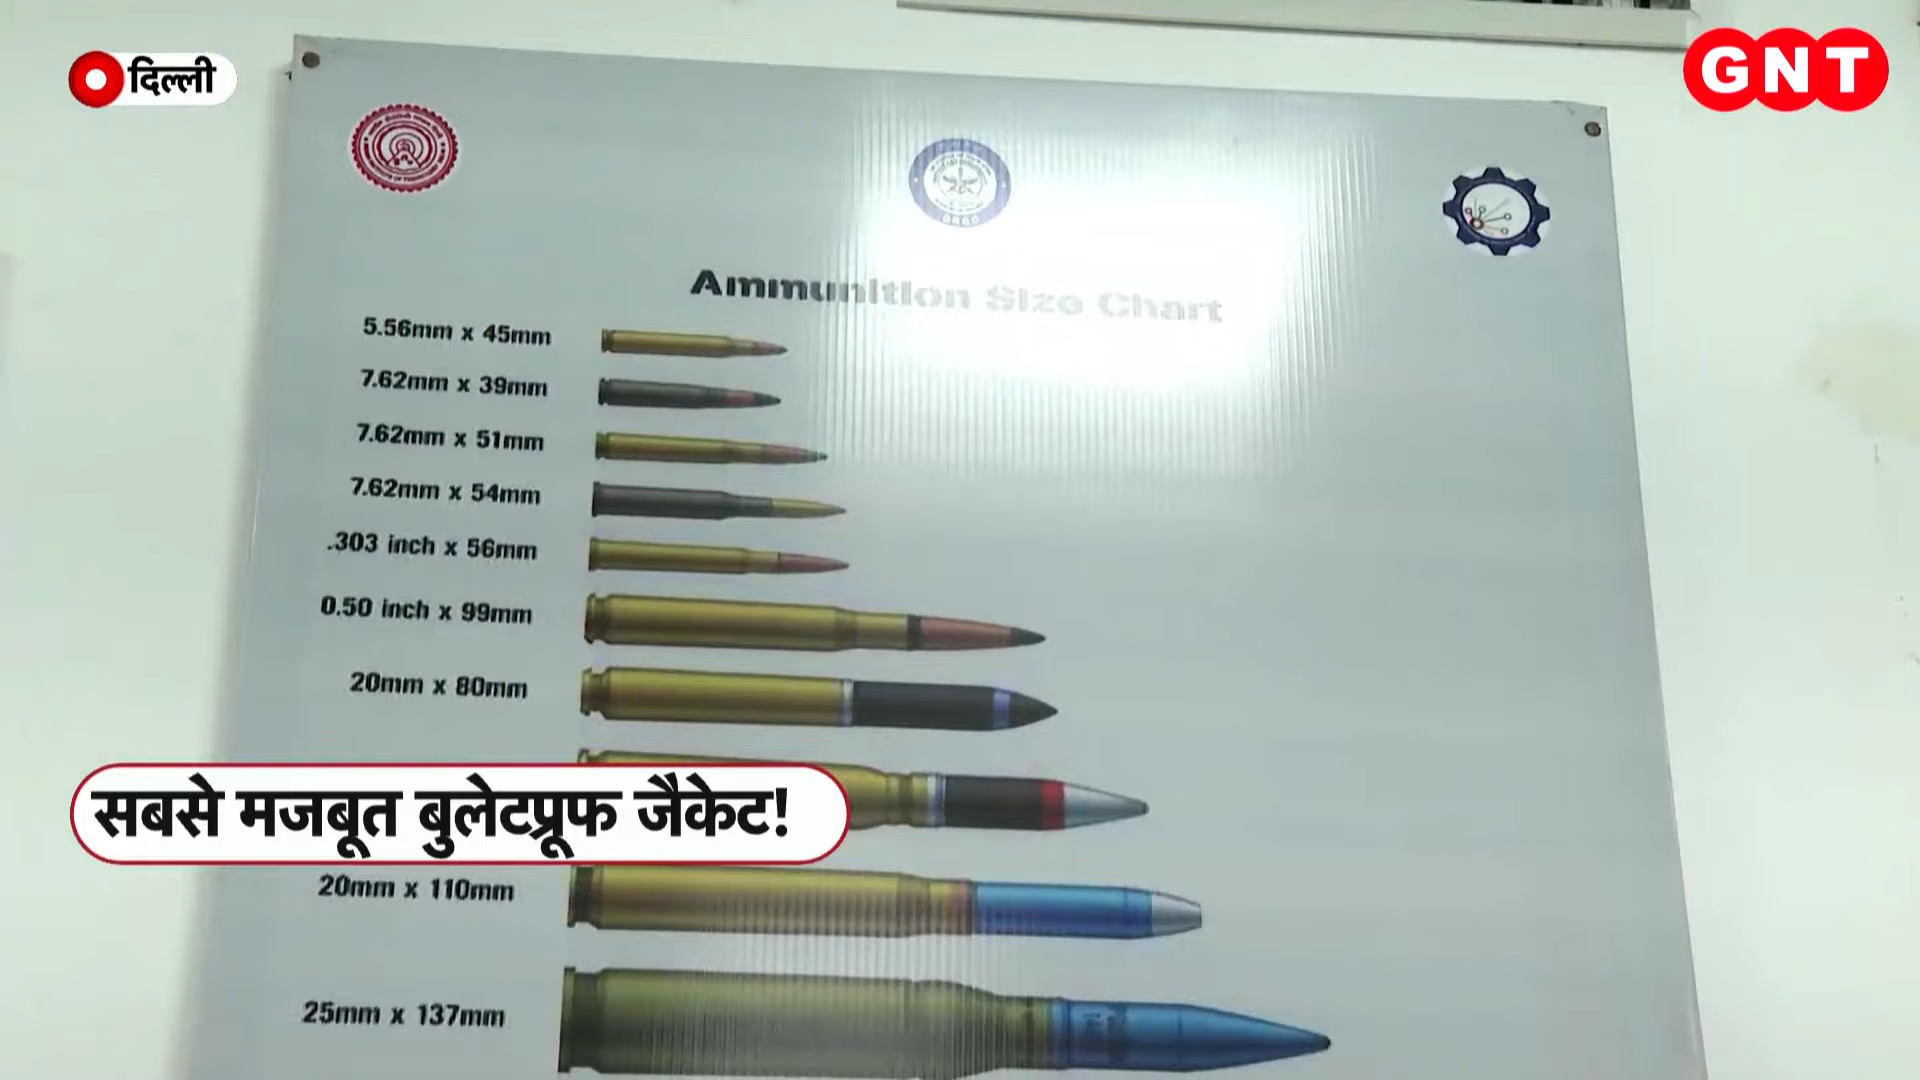 दिल्ली
GNT
DRDO
Ammunition Size Chart
5.56mm x 45mm
7.62mm x 39mm
7.62mm x 51mm
7.62mm x 54mm
.303 inch x 56mm
0.50 inch x 99mm
20mm x 80mm
सबसे मजबूत बुलेटप्रूफ जैकेट!
20mm x 110mm
25mm x 137mm